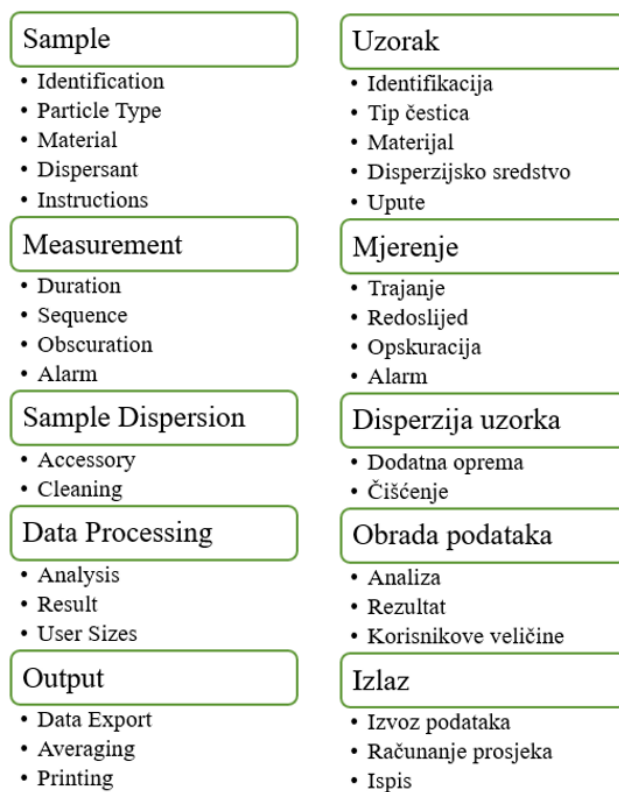 Sample
• Identification
• Particle Type
• Material
• Dispersant
• Instructions
Measurement
• Duration
• Sequence
• Obscuration
• Alarm
Sample Dispersion
• Accessory
• Cleaning
Data Processing
• Analysis
• Result
• User Sizes
Output
• Data Export
• Averaging
• Printing
Uzorak
• Identifikacija
• Tip čestica
• Materijal
• Disperzijsko sredstvo
• Upute
Mjerenje
• Trajanje
• Redoslijed
• Opskuracija
• Alarm
Disperzija uzorka
• Dodatna oprema
• Čišćenje
Obrada podataka
• Analiza
• Rezultat
• Korisnikove veličine
Izlaz
• Izvoz podataka
• Računanje prosjeka
• Ispis